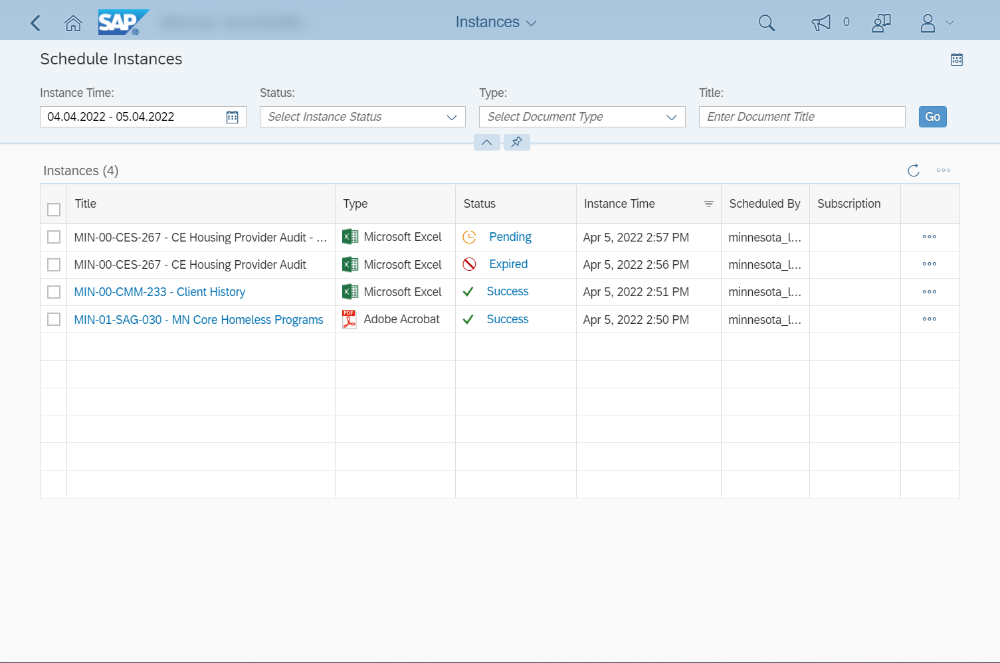 SAP ® Instances 0
Schedule Instances
Instance Time: Status: Type: Title:
04.04.2022 - 05.04.2022 Select Instance Status Select Document Type Enter Document Title Go
Instances (4)
Title Type Status Instance Time Scheduled By Subscription
MIN-00-CES-267 - CE Housing Provider Audit - ... Microsoft Excel Pending Apr 5, 2022 2:57 PM minnesota_l...
MIN-00-CES-267 - CE Housing Provider Audit Microsoft Excel Expired Apr 5, 2022 2:56 PM minnesota_l...
MIN-00-CMM-233 - Client History Microsoft Excel Success Apr 5, 2022 2:51 PM minnesota_l...
MIN-01-SAG-030 - MN Core Homeless Programs PDF Adobe Acrobat Success Apr 5, 2022 2:50 PM minnesota_l...